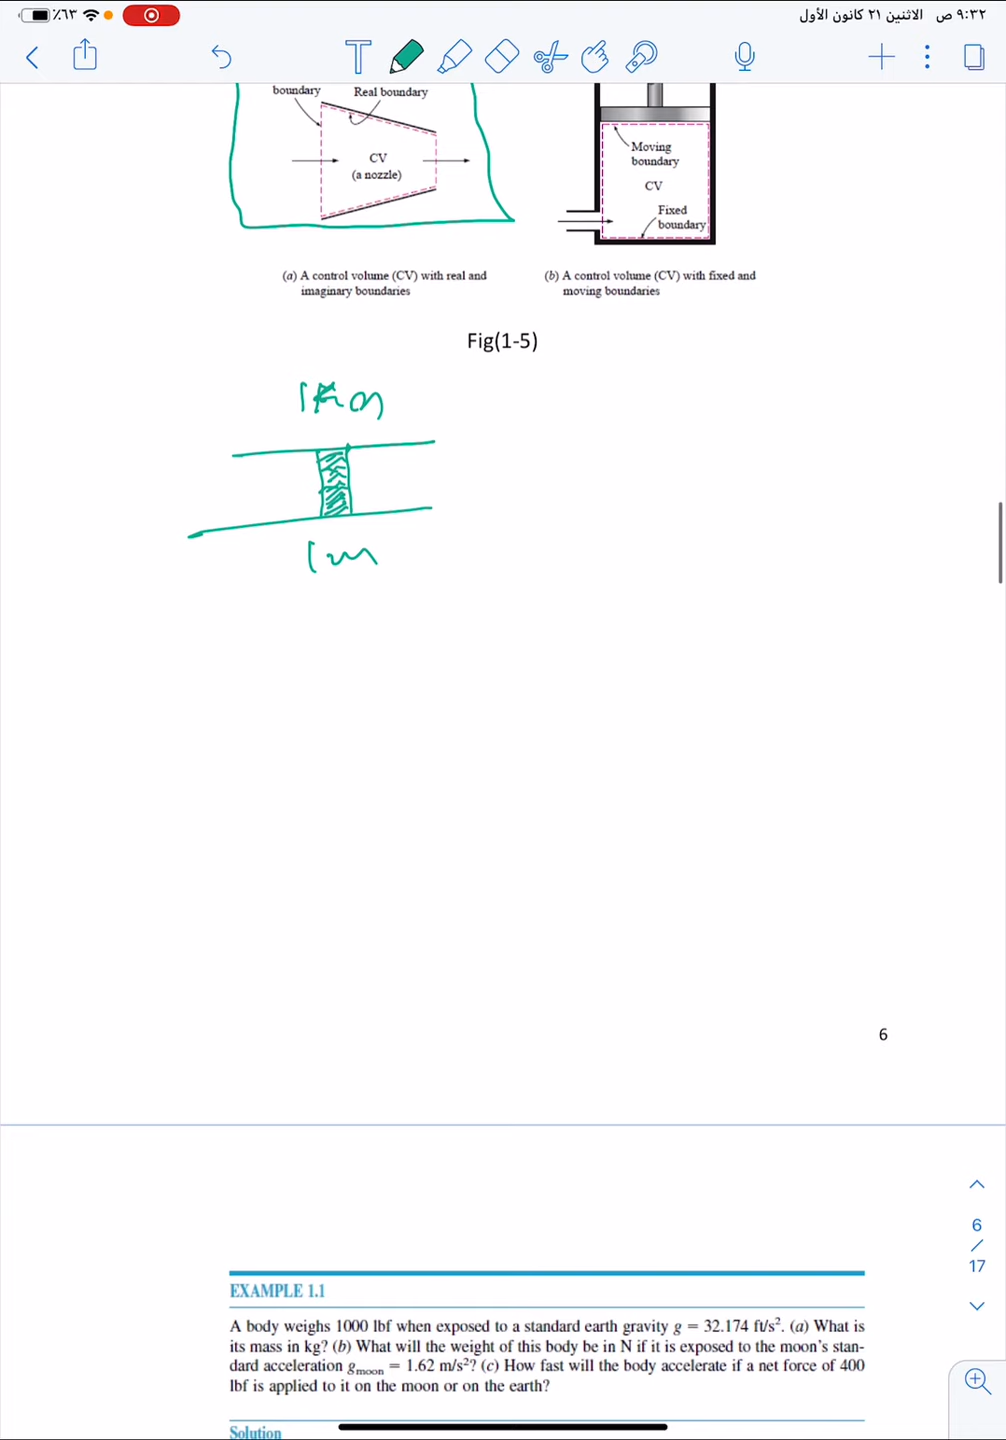 ٩:٣٢ ص الاثنين ٢١ كانون الأول
٪٦٣
boundary
Real boundary
CV
(a nozzle)
Moving
boundary
CV
Fixed
boundary
(a) A control volume (CV) with real and
imaginary boundaries
(b) A control volume (CV) with fixed and
moving boundaries
Fig(1-5)
1m
6
6
/
17
EXAMPLE 1.1
A body weighs 1000 lbf when exposed to a standard earth gravity g = 32.174 ft/s². (a) What is
its mass in kg? (b) What will the weight of this body be in N if it is exposed to the moon’s stan-
dard acceleration gmoon = 1.62 m/s²? (c) How fast will the body accelerate if a net force of 400
lbf is applied to it on the moon or on the earth?
Solution